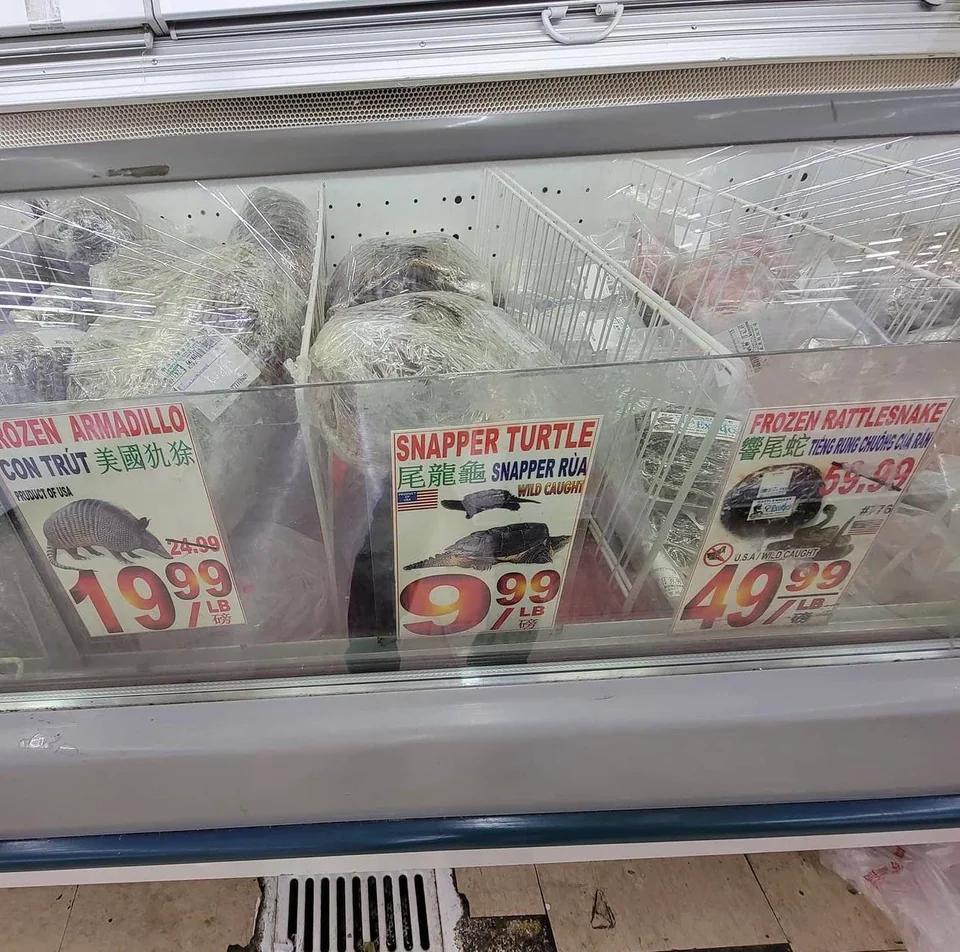 ROZEN ARMADILLO
CON TRÚT 美國犰狳
PRODUCT OF USA
24.99
19 99
/LB
磅
SNAPPER TURTLE
尾龍龜 SNAPPER RÙA
WILD CAUGHT
9 99
/LB
磅
FROZEN RATTLESNAKE
響尾蛇 TIẾNG RUNG CHUÔNG CỦA RẮN
59.99
#776
U.S.A / WILD CAUGHT
49 99
/LB
磅